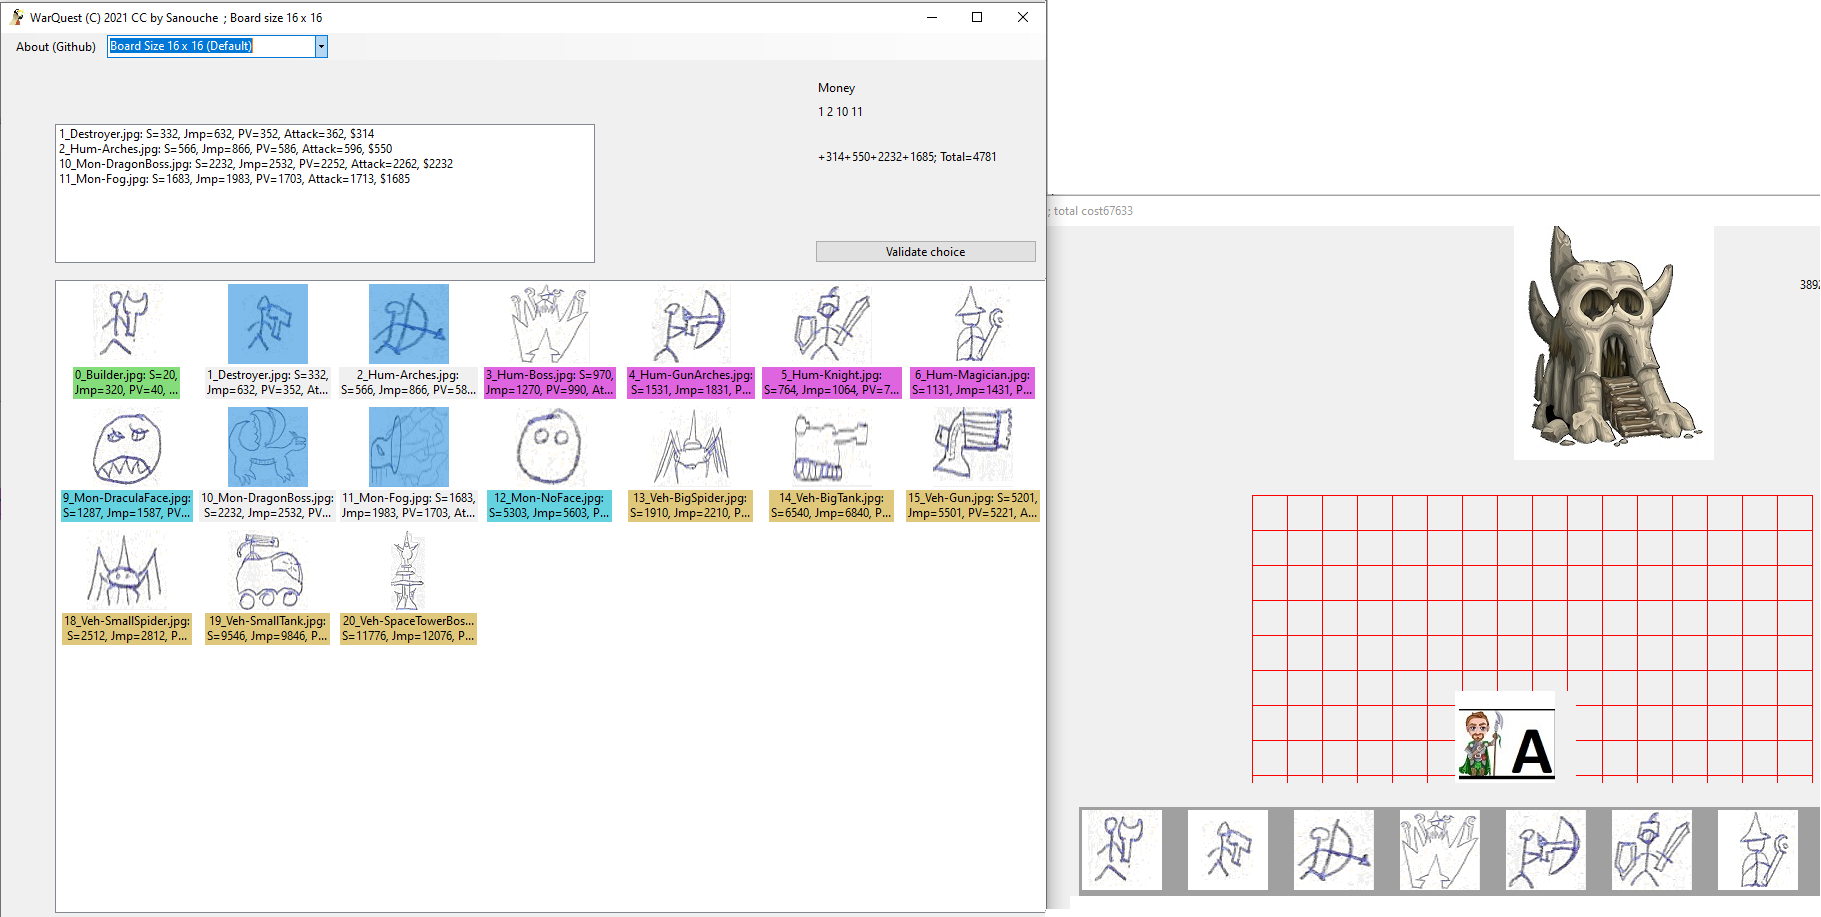 WarQuest (C) 2021 CC by Sanouche ; Board size 16 x 16
About (Github)
Board Size 16 x 16 (Default)
Money
1 2 10 11
1_Destroyer.jpg: S=332, Jmp=632, PV=352, Attack=362, $314
2_Hum-Arches.jpg: S=566, Jmp=866, PV=586, Attack=596, $550
10_Mon-DragonBoss.jpg: S=2232, Jmp=2532, PV=2252, Attack=2262, $2232
11_Mon-Fog.jpg: S=1683, Jmp=1983, PV=1703, Attack=1713, $1685
+314+550+2232+1685; Total=4781
Validate choice
0_Builder.jpg: S=20,
Jmp=320, PV=40, ...
1_Destroyer.jpg: S=332,
Jmp=632, PV=352, At...
2_Hum-Arches.jpg:
S=566, Jmp=866, PV=58...
3_Hum-Boss.jpg: S=970,
Jmp=1270, PV=990, At...
4_Hum-GunArches.jpg:
S=1531, Jmp=1831, P...
5_Hum-Knight.jpg:
S=764, Jmp=1064, PV=7...
6_Hum-Magician.jpg:
S=1131, Jmp=1431, P...
9_Mon-DraculaFace.jpg:
S=1287, Jmp=1587, PV...
10_Mon-DragonBoss.jpg:
S=2232, Jmp=2532, PV...
11_Mon-Fog.jpg: S=1683,
Jmp=1983, PV=1703, At...
12_Mon-NoFace.jpg:
S=5303, Jmp=5603, P...
13_Veh-BigSpider.jpg:
S=1910, Jmp=2210, P...
14_Veh-BigTank.jpg:
S=6540, Jmp=6840, P...
15_Veh-Gun.jpg: S=5201,
Jmp=5501, PV=5221, A...
18_Veh-SmallSpider.jpg:
S=2512, Jmp=2812, P...
19_Veh-SmallTank.jpg:
S=9546, Jmp=9846, P...
20_Veh-SpaceTowerBos...
S=11776, Jmp=12076, P...
; total cost67633
389
A